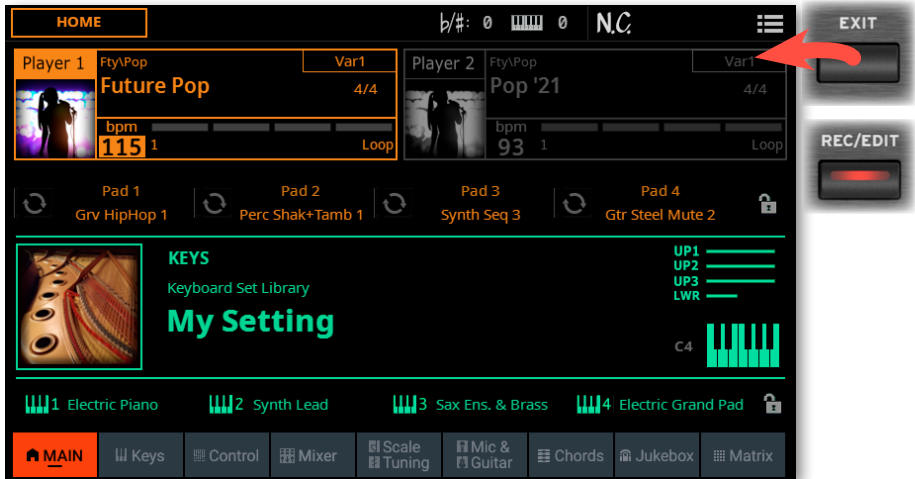 HOME
b/#: 0 0 N.C.
EXIT
Player 1 Fty\Pop Var1
Future Pop
4/4
bpm
115 1 Loop
Player 2 Fty\Pop Var1
Pop '21
4/4
bpm
93 1 Loop
REC/EDIT
Pad 1
Grv HipHop 1
Pad 2
Perc Shak+Tamb 1
Pad 3
Synth Seq 3
Pad 4
Gtr Steel Mute 2
KEYS
Keyboard Set Library
My Setting
UP1
UP2
UP3
LWR
C4
1 Electric Piano
2 Synth Lead
3 Sax Ens. & Brass
4 Electric Grand Pad
MAIN
Keys
Control
Mixer
Scale
Tuning
Mic &
Guitar
Chords
Jukebox
Matrix